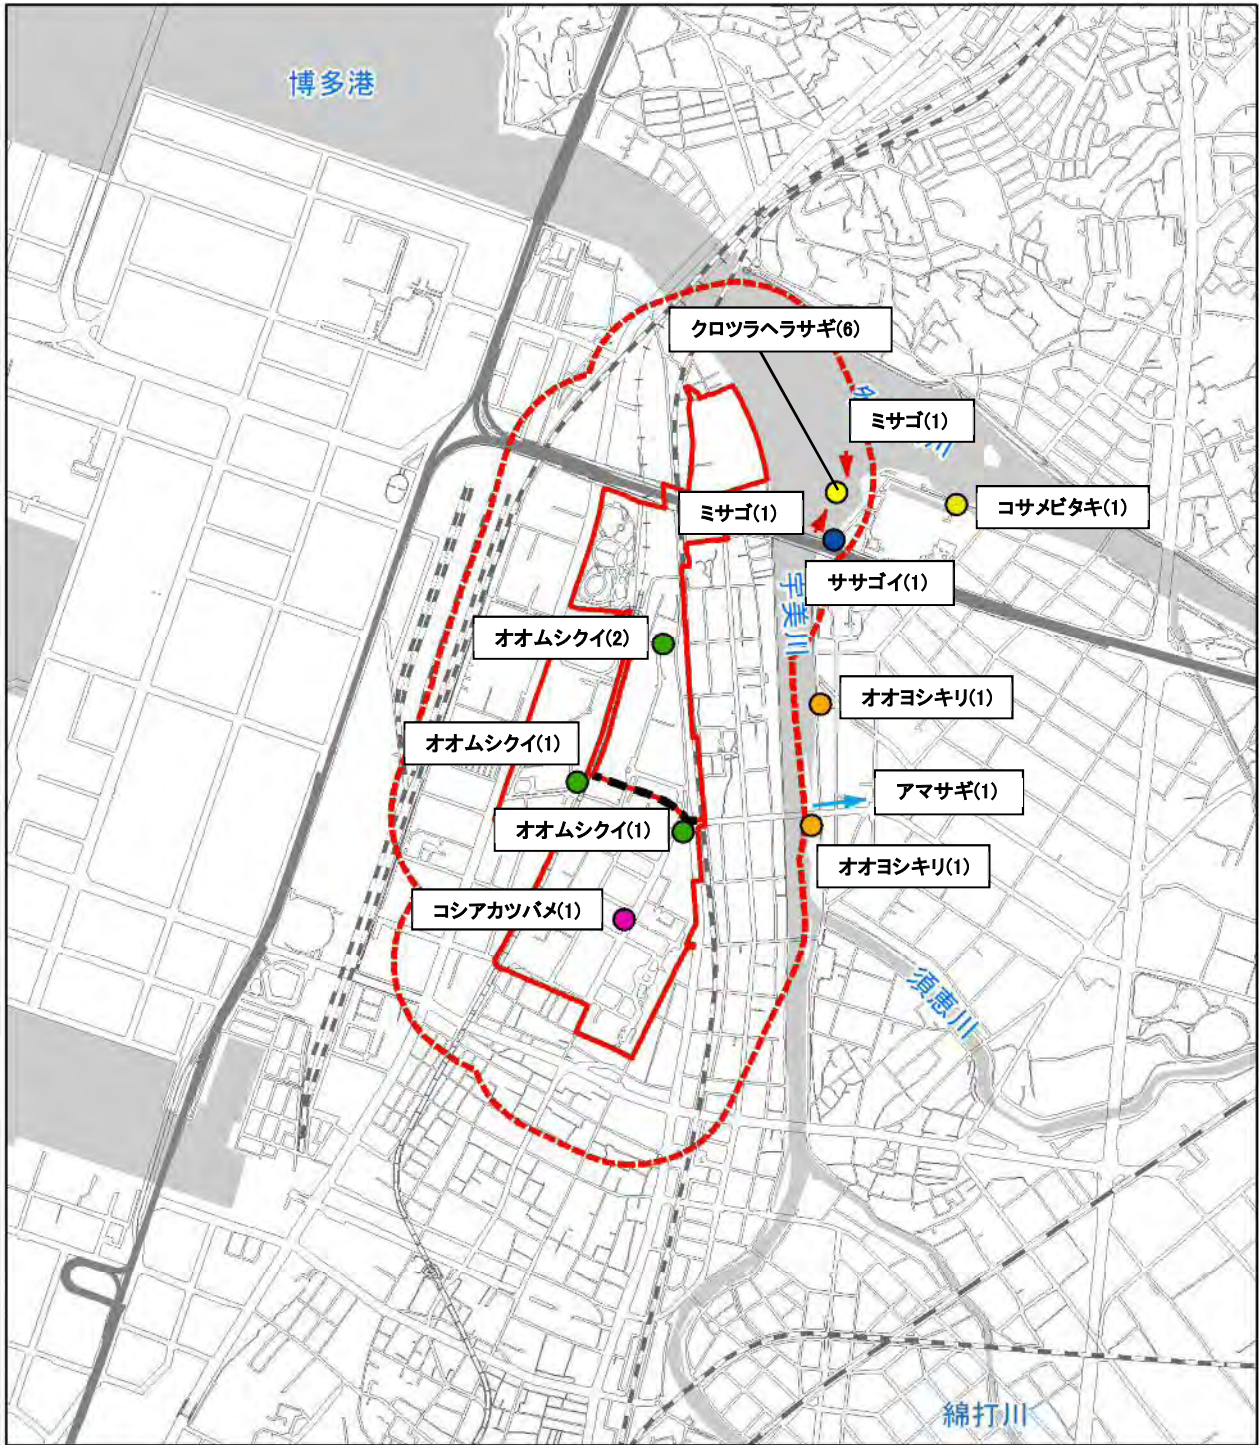 博多港
クロツラヘラサギ(6)
ミサゴ(1)
ミサゴ(1)
コサメビタキ(1)
ササゴイ(1)
宇美川
オオムシクイ(2)
オオヨシキリ(1)
オオムシクイ(1)
アマサギ(1)
オオムシクイ(1)
オオヨシキリ(1)
コシアカツバメ(1)
須恵川
綿打川